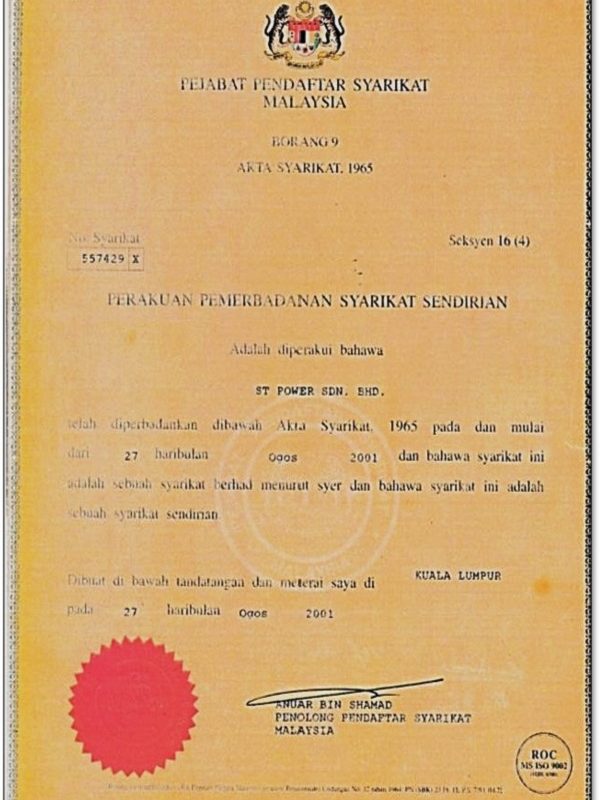 PEJABAT PENDAFTAR SYARIKAT
MALAYSIA
BORANG 9
AKTA SYARIKAT, 1965
No. Syarikat
Seksyen 16 (4)
557429 X
PERAKUAN PEMERBADANAN SYARIKAT SENDIRIAN
Adalah diperakui bahawa
ST POWER SDN. BHD.
telah diperbadankan dibawah Akta Syarikat, 1965 pada dan mulai
dari 27 haribulan Ogos 2001 dan bahawa syarikat ini
adalah sebuah syarikat berhad menurut syer dan bahawa syarikat ini adalah
sebuah syarikat sendirian.
Dibuat di bawah tandatangan dan meterai saya di KUALA LUMPUR
pada 27 haribulan Ogos 2001
ANUAR BIN SHAMAD
PENOLONG PENDAFTAR SYARIKAT
MALAYSIA
ROC
MS ISO 9002